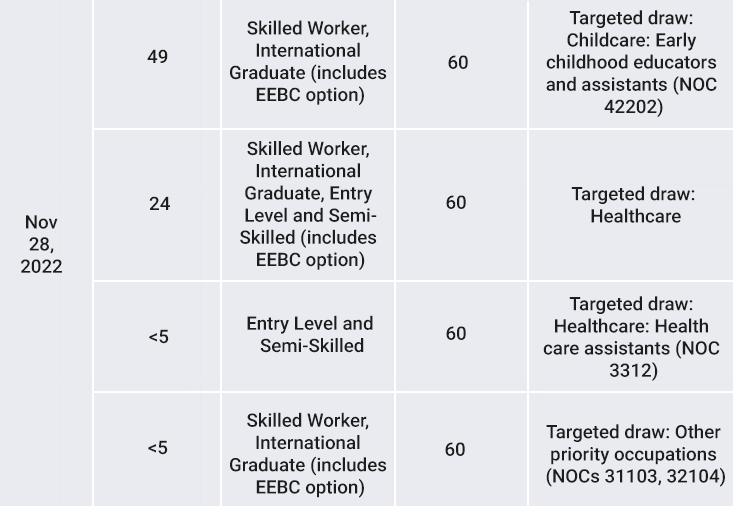 Nov
28,
2022
49
Skilled Worker,
International
Graduate (includes
EEBC option)
60
Targeted draw:
Childcare: Early
childhood educators
and assistants (NOC
42202)
24
Skilled Worker,
International
Graduate, Entry
Level and Semi-
Skilled (includes
EEBC option)
60
Targeted draw:
Healthcare
<5
Entry Level and
Semi-Skilled
60
Targeted draw:
Healthcare: Health
care assistants (NOC
3312)
<5
Skilled Worker,
International
Graduate (includes
EEBC option)
60
Targeted draw: Other
priority occupations
(NOCs 31103, 32104)